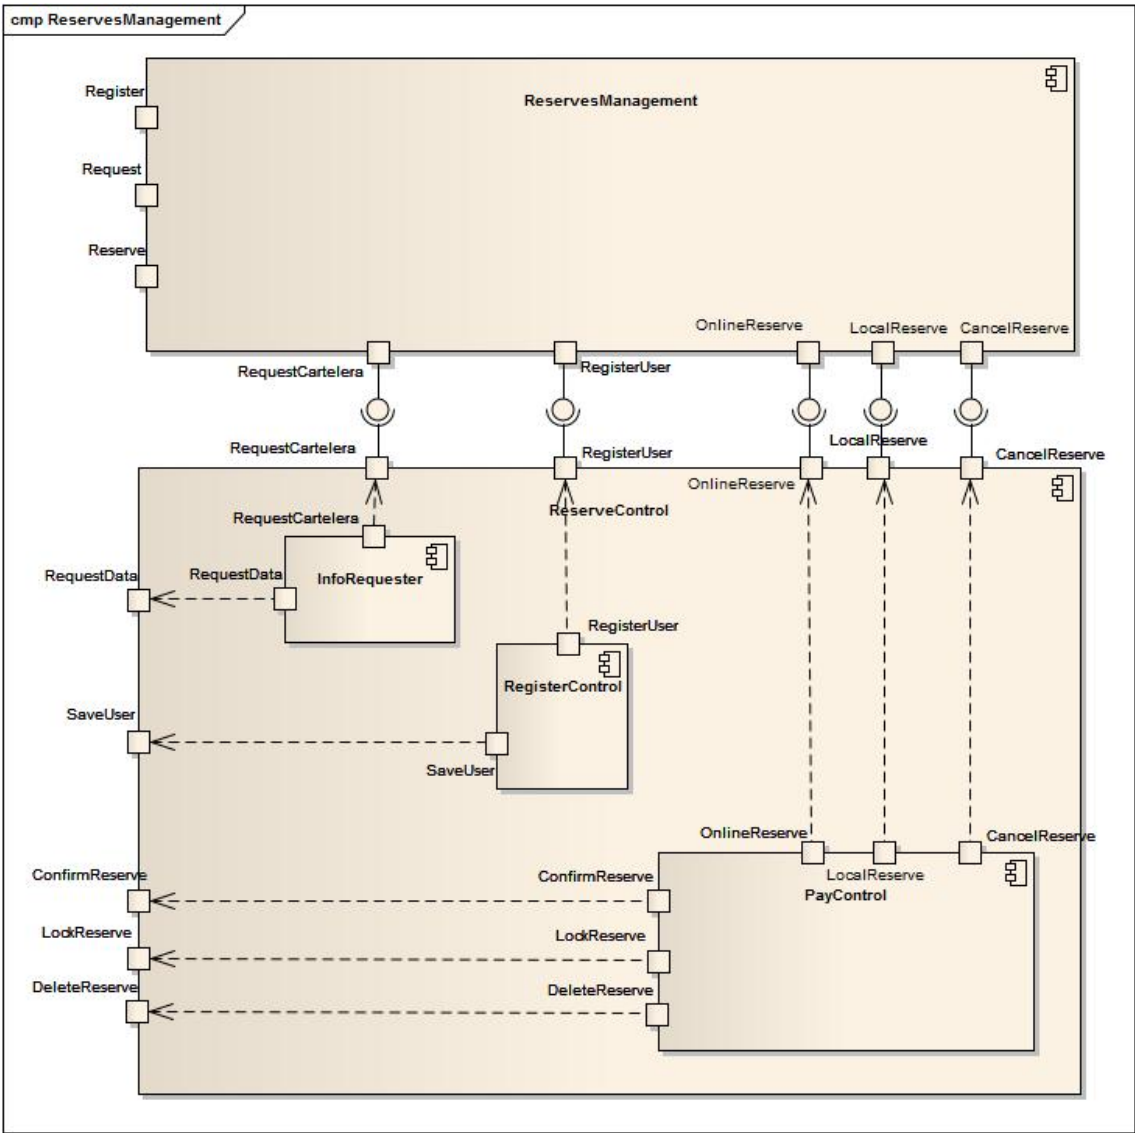 cmp ReservesManagement
Register
ReservesManagement
Request
Reserve
OnlineReserve
LocalReserve
CancelReserve
RequestCartelera
RegisterUser
RequestCartelera
RegisterUser
LocalReserve
CancelReserve
OnlineReserve
ReserveControl
RequestCartelera
RequestData
RequestData
InfoRequester
RegisterUser
RegisterControl
SaveUser
SaveUser
OnlineReserve
CancelReserve
LocalReserve
PayControl
ConfirmReserve
ConfirmReserve
LockReserve
LockReserve
DeleteReserve
DeleteReserve